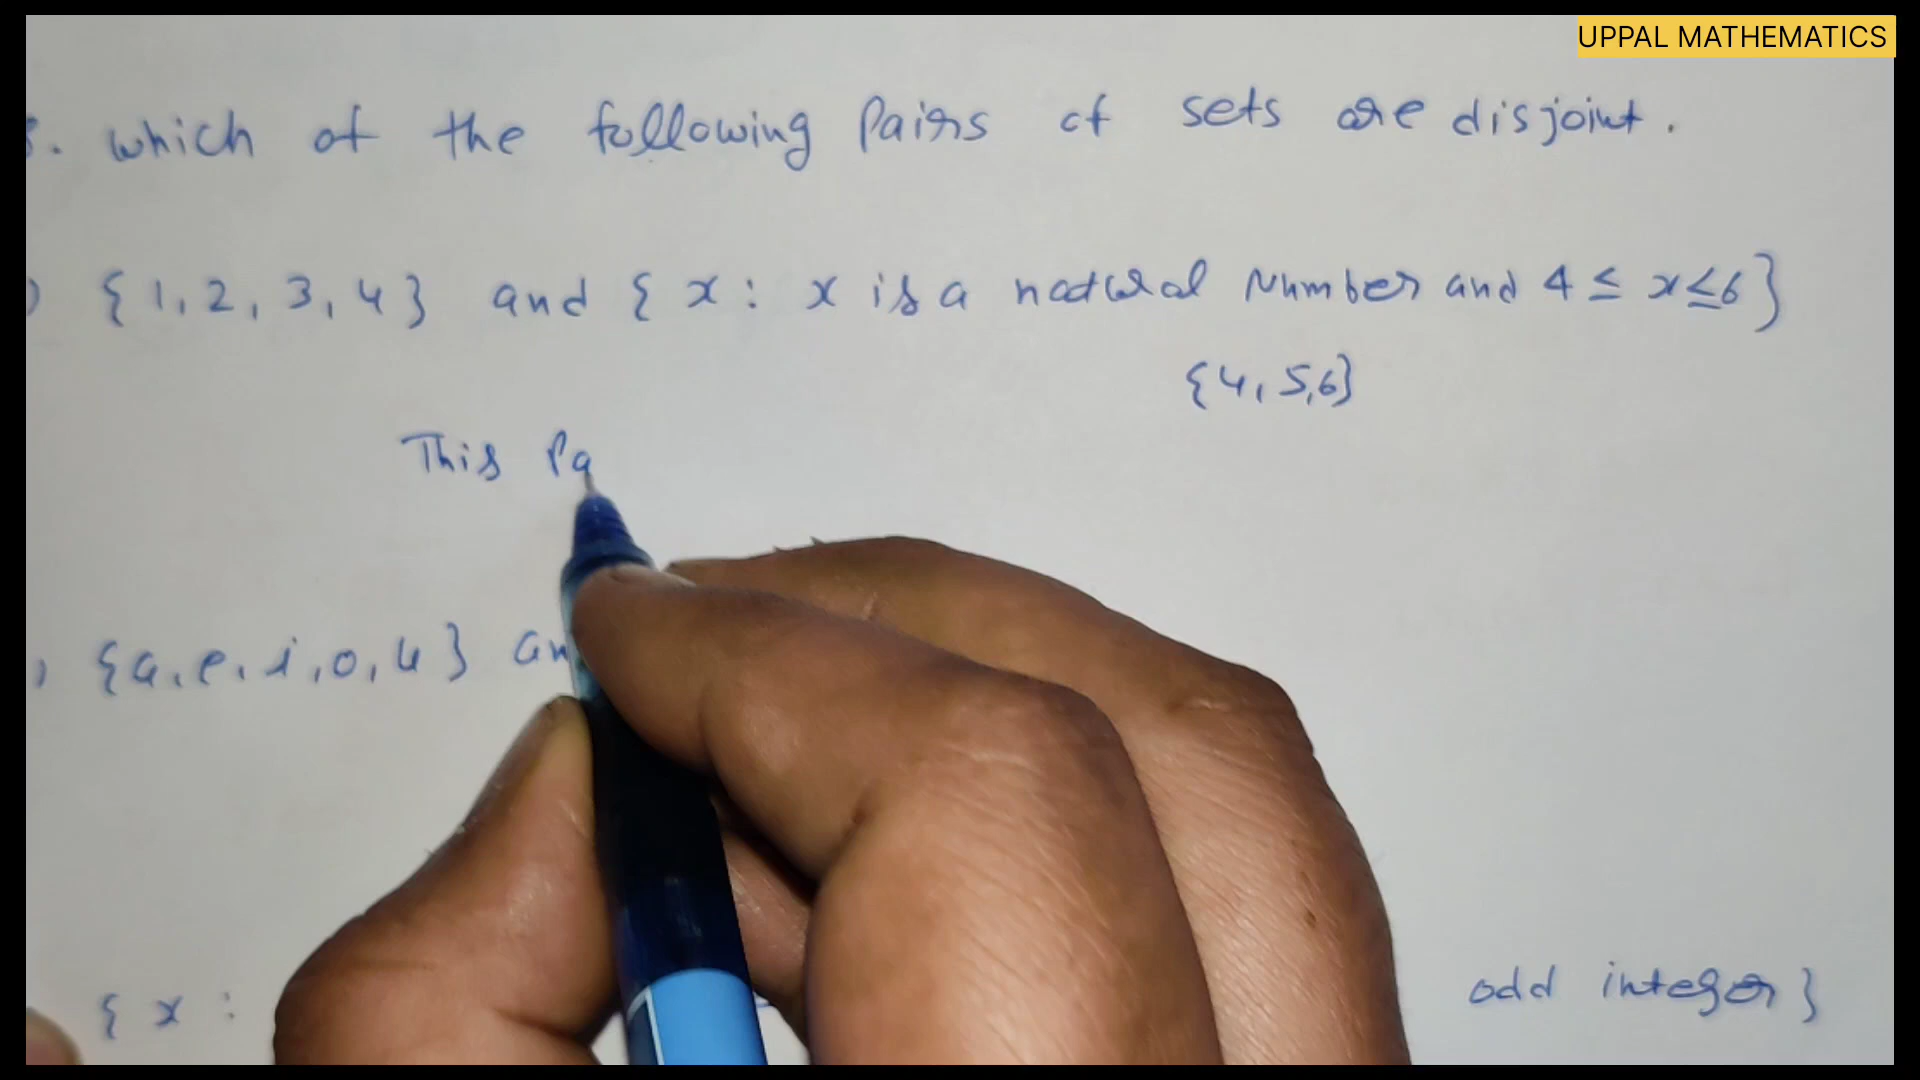 UPPAL MATHEMATICS
. which of the following Pairs of sets are disjoint.
) {1, 2, 3, 4} and { x : x is a natural Number and 4 ≤ x ≤ 6}
{4, 5, 6}
This Pa
) {a, e, i, o, u} an
{ x : odd integer }